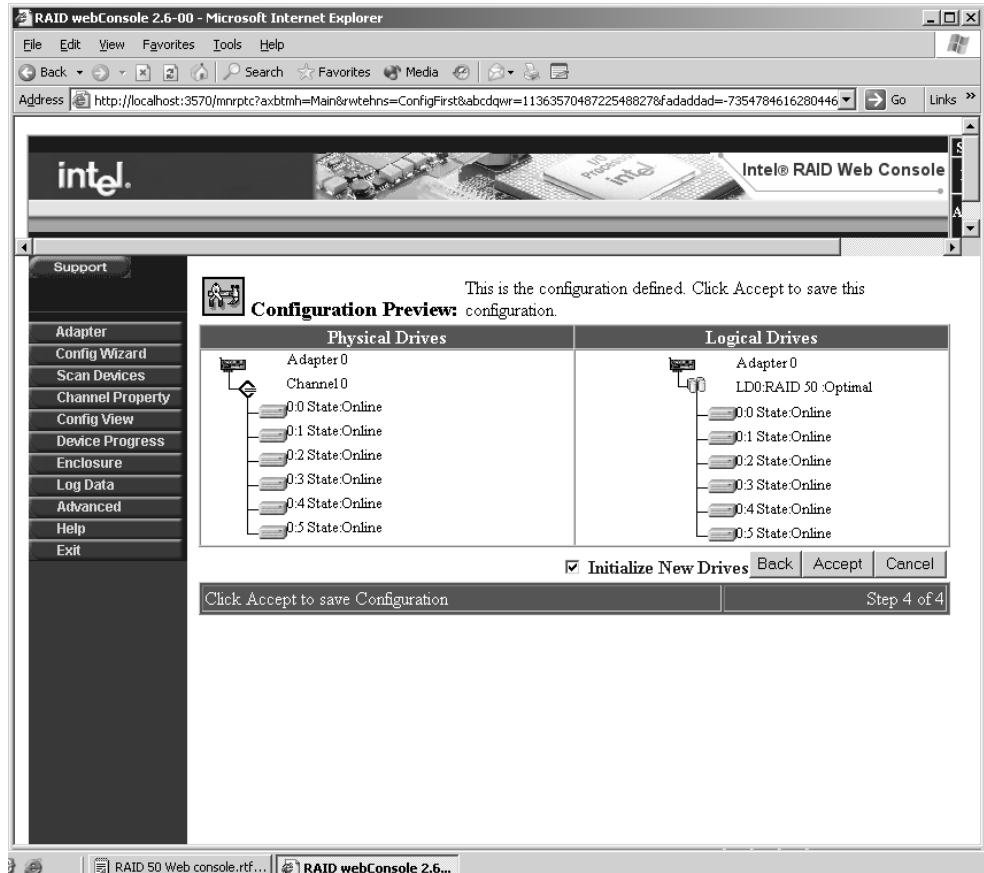 RAID webConsole 2.6-00 - Microsoft Internet Explorer
File Edit View Favorites Tools Help
Back Search Favorites Media
Address http://localhost:3570/mnrptc?axbtmh=Main&rwtehns=ConfigFirst&abcdqwr=11363570487225488278&fadaddad=-7354784616280446 Go Links »
intel.
I/O Processor intel
Intel® RAID Web Console
S
A
Support
Adapter
Config Wizard
Scan Devices
Channel Property
Config View
Device Progress
Enclosure
Log Data
Advanced
Help
Exit
Configuration Preview: This is the configuration defined. Click Accept to save this
configuration.
Physical Drives
Adapter 0
Channel 0
0:0 State:Online
0:1 State:Online
0:2 State:Online
0:3 State:Online
0:4 State:Online
0:5 State:Online
Logical Drives
Adapter 0
LD0:RAID 50 :Optimal
0:0 State:Online
0:1 State:Online
0:2 State:Online
0:3 State:Online
0:4 State:Online
0:5 State:Online
Initialize New Drives Back Accept Cancel
Click Accept to save Configuration Step 4 of 4
RAID 50 Web console.rtf... RAID webConsole 2.6...